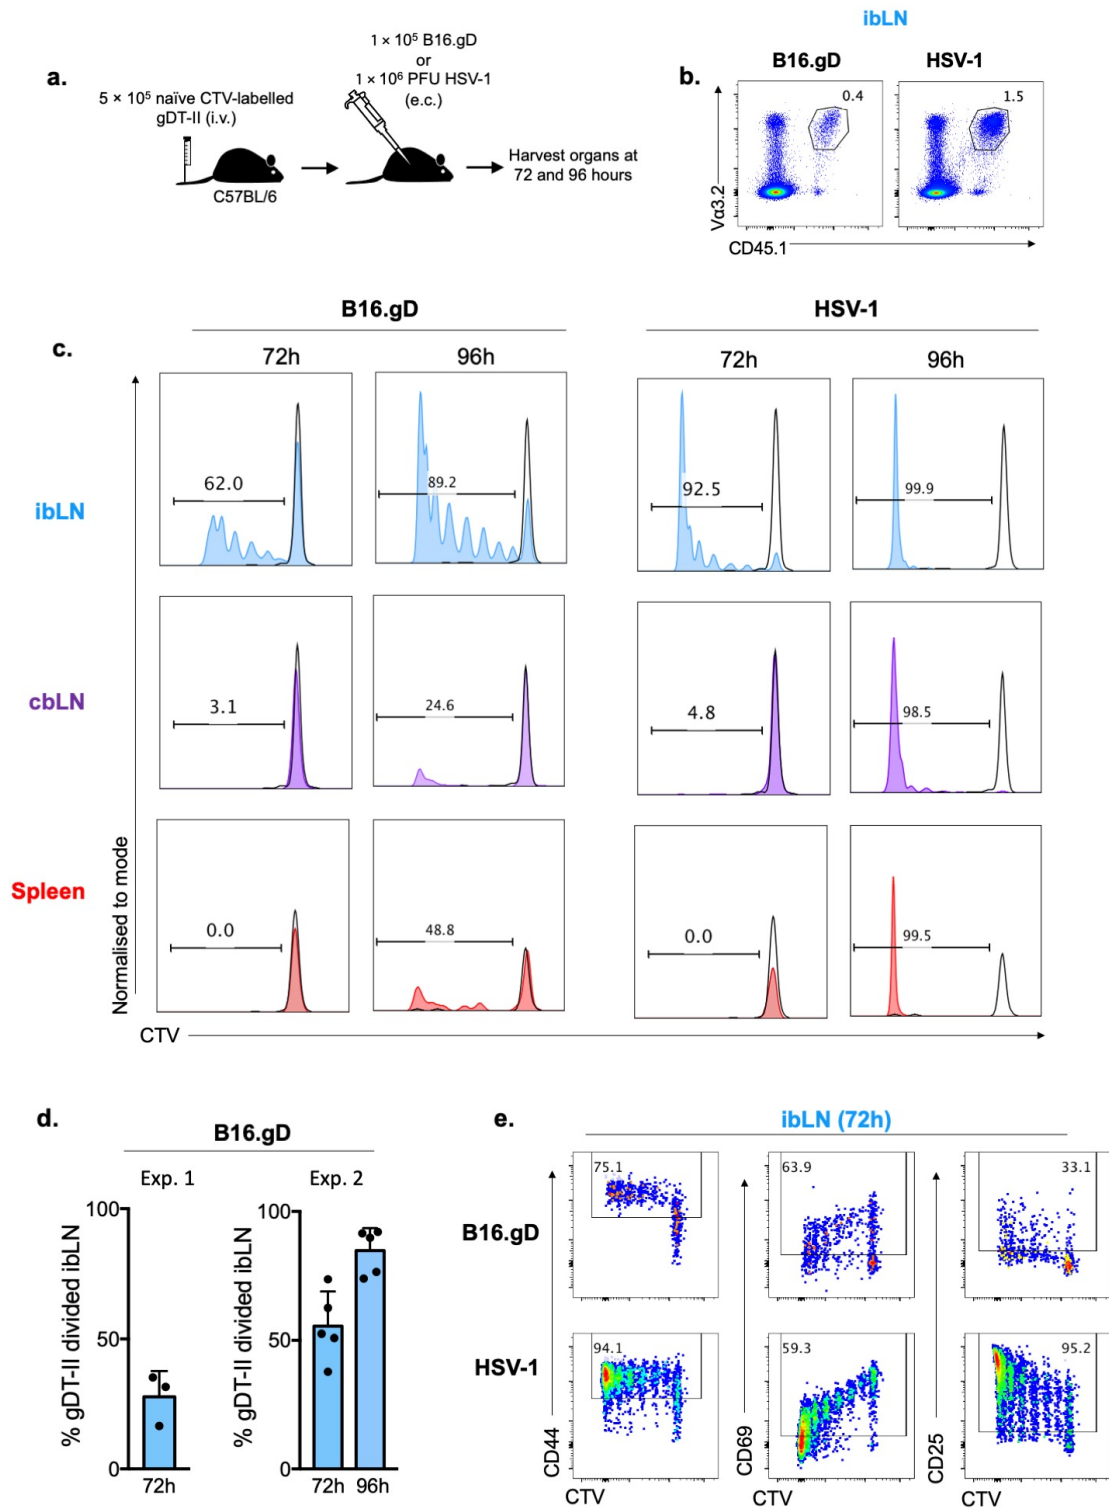 a.
5 × 10⁵ naïve CTV-labelled
gDT-II (i.v.)
C57BL/6
1 × 10⁵ B16.gD
or
1 × 10⁶ PFU HSV-1
(e.c.)
Harvest organs at
72 and 96 hours
ibLN
b.
B16.gD
HSV-1
0.4
1.5
Vα3.2
CD45.1
c.
B16.gD
HSV-1
72h
96h
72h
96h
ibLN
62.0
89.2
92.5
99.9
cbLN
3.1
24.6
4.8
98.5
Spleen
0.0
48.8
0.0
99.5
Normalised to mode
CTV
d.
B16.gD
Exp. 1
Exp. 2
% gDT-II divided ibLN
100
50
0
72h
% gDT-II divided ibLN
100
50
0
72h 96h
e.
ibLN (72h)
B16.gD
75.1
63.9
33.1
HSV-1
94.1
59.3
95.2
CD44
CD69
CD25
CTV
CTV
CTV